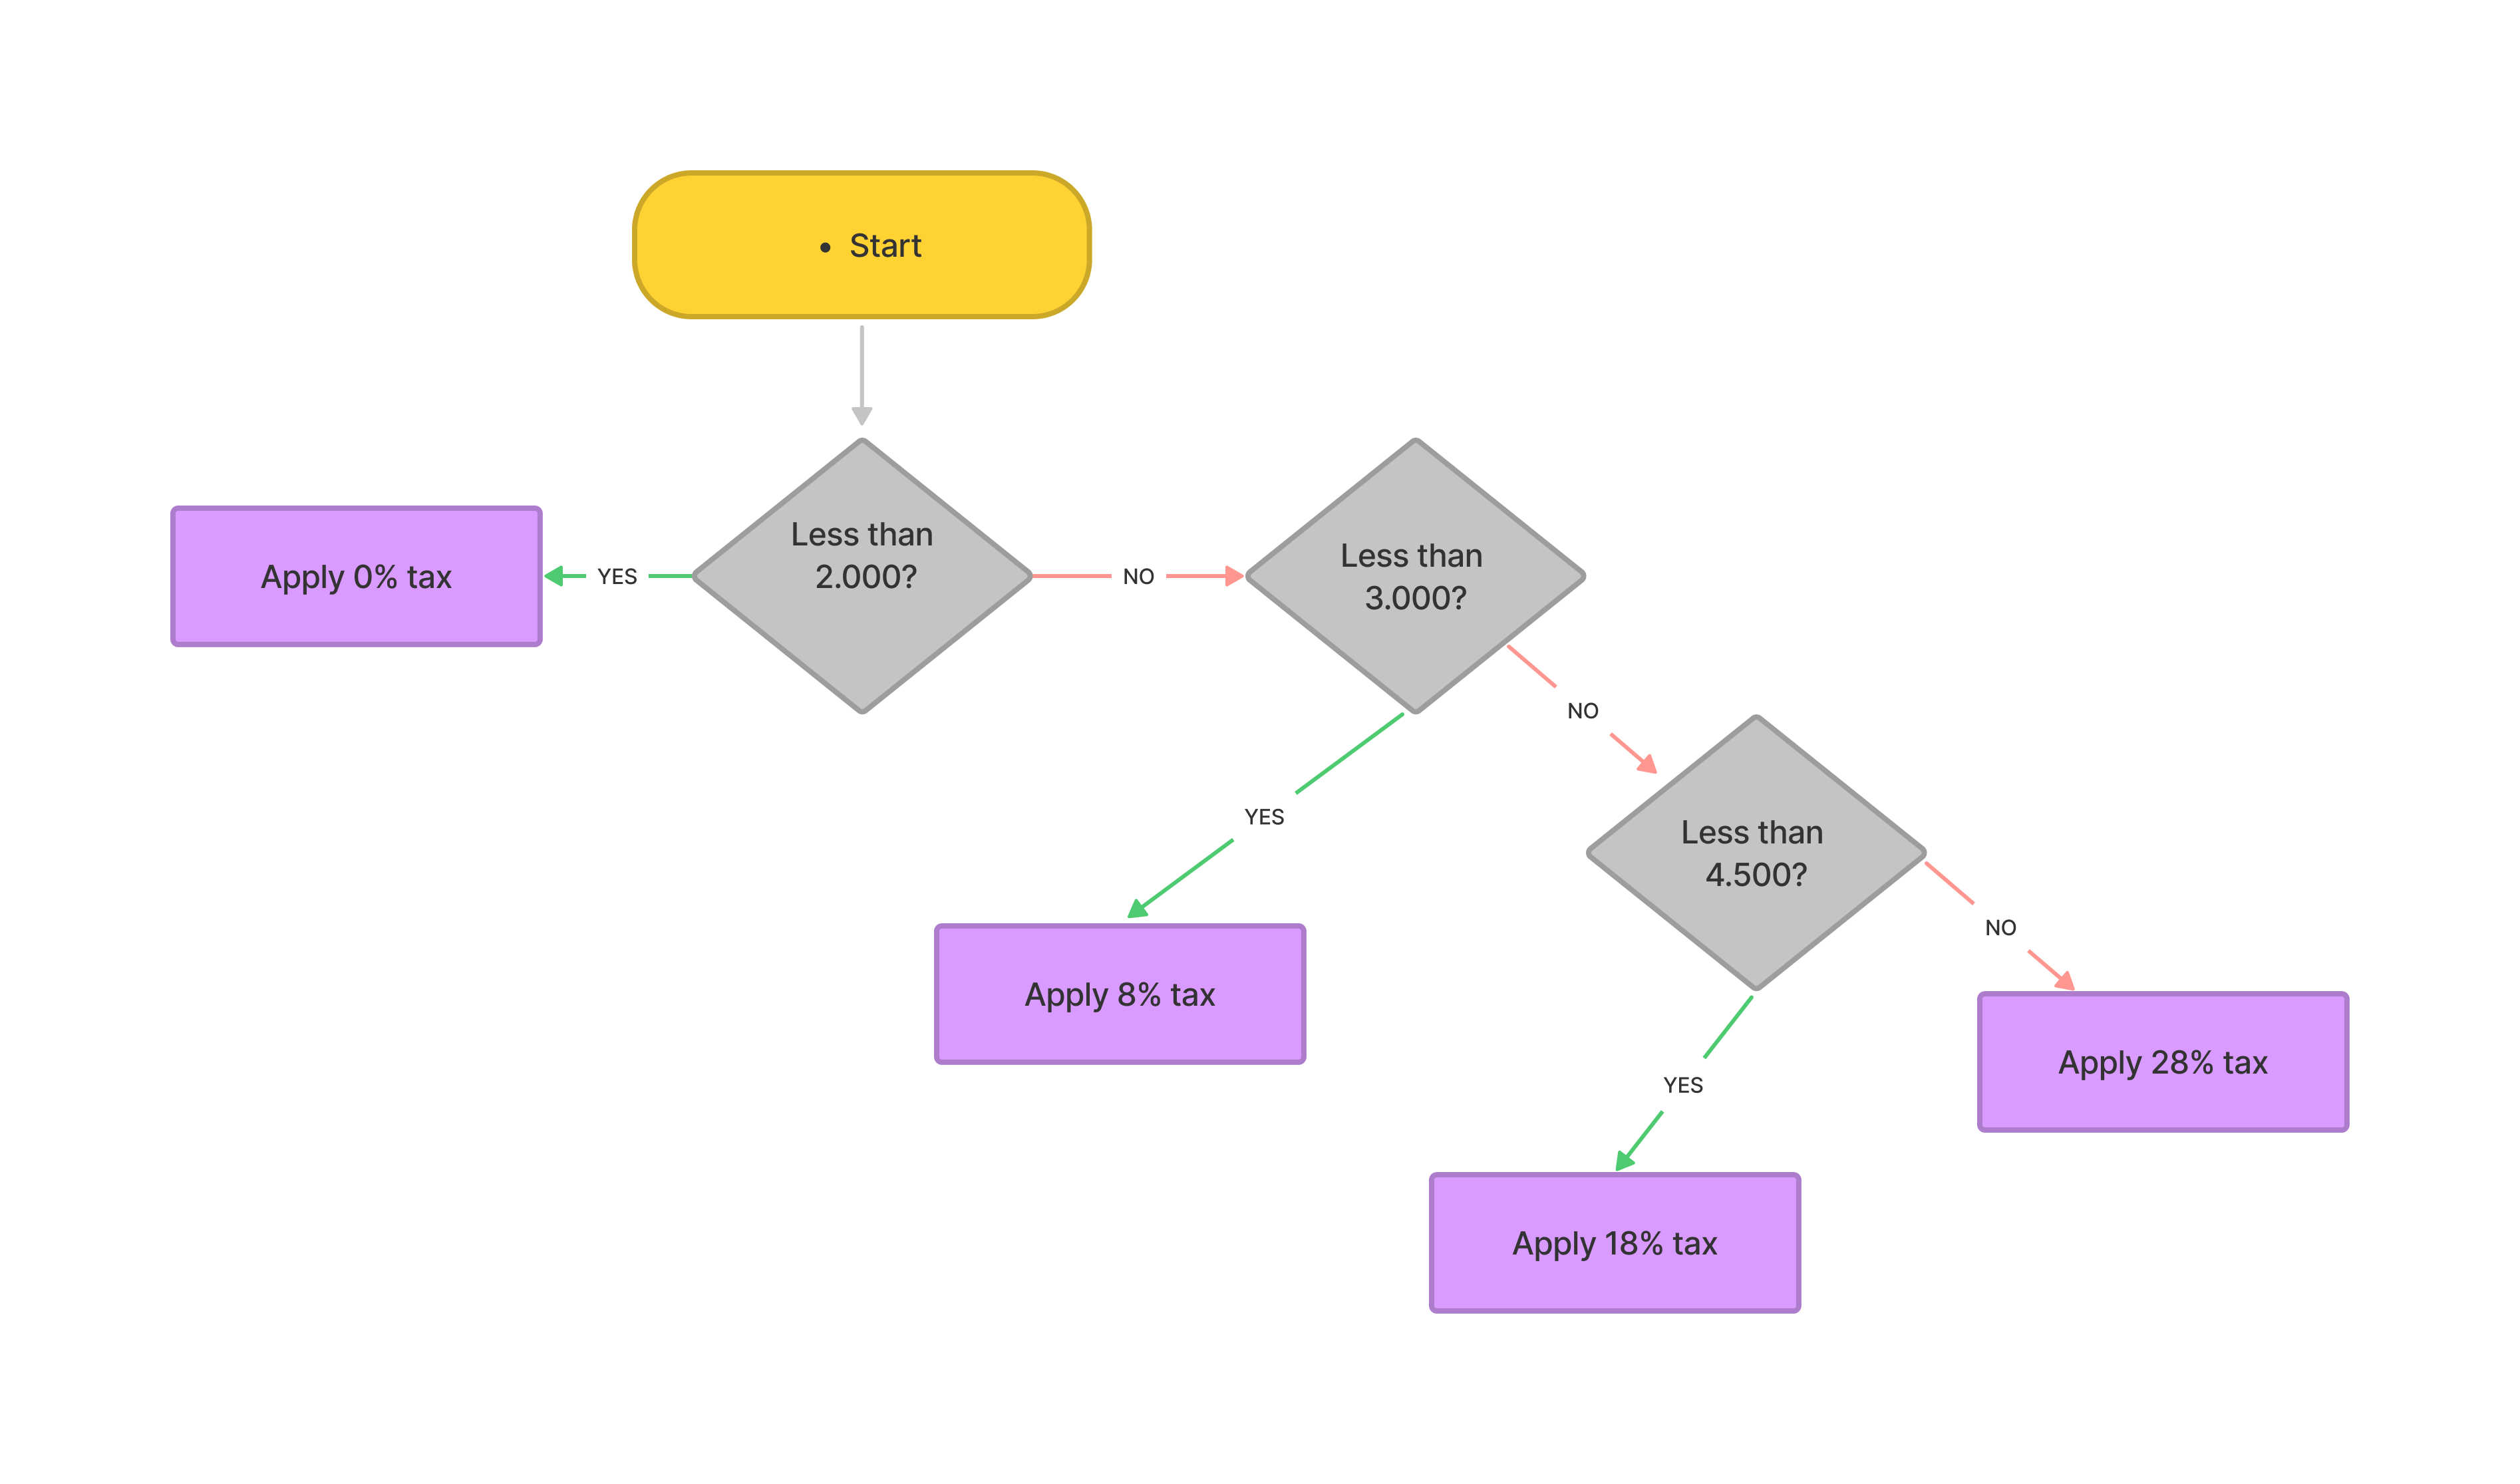 • Start
Less than
2.000?
YES
Apply 0% tax
NO
Less than
3.000?
YES
Apply 8% tax
NO
Less than
4.500?
YES
Apply 18% tax
NO
Apply 28% tax